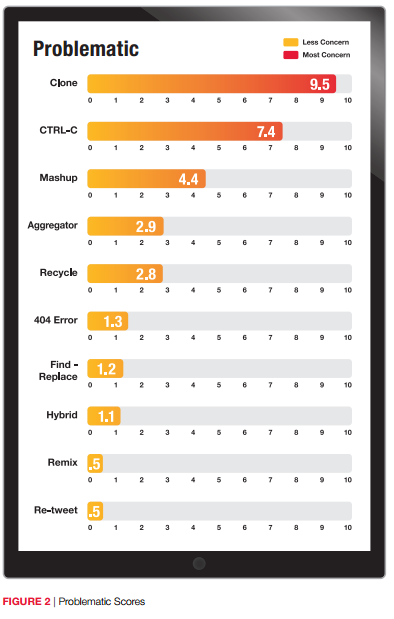 Problematic
Less Concern
Most Concern
Clone
9.5
0 1 2 3 4 5 6 7 8 9 10
CTRL-C
7.4
0 1 2 3 4 5 6 7 8 9 10
Mashup
4.4
0 1 2 3 4 5 6 7 8 9 10
Aggregator
2.9
0 1 2 3 4 5 6 7 8 9 10
Recycle
2.8
0 1 2 3 4 5 6 7 8 9 10
404 Error
1.3
0 1 2 3 4 5 6 7 8 9 10
Find -
Replace
1.2
0 1 2 3 4 5 6 7 8 9 10
Hybrid
1.1
0 1 2 3 4 5 6 7 8 9 10
Remix
.5
0 1 2 3 4 5 6 7 8 9 10
Re-tweet
.5
0 1 2 3 4 5 6 7 8 9 10
FIGURE 2 | Problematic Scores